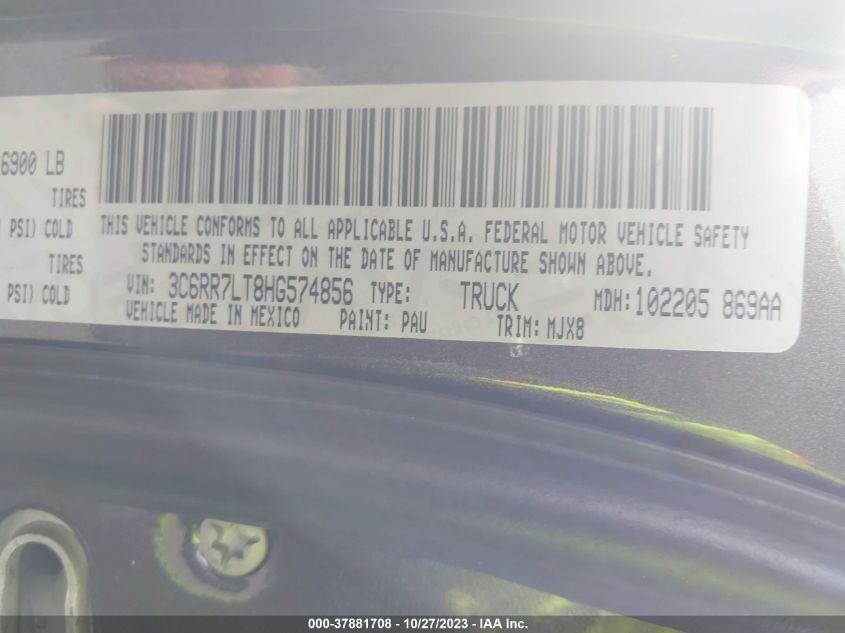 6900 LB
TIRES
PSI) COLD
TIRES
PSI) COLD
THIS VEHICLE CONFORMS TO ALL APPLICABLE U.S.A. FEDERAL MOTOR VEHICLE SAFETY
STANDARDS IN EFFECT ON THE DATE OF MANUFACTURE SHOWN ABOVE.
VIN: 3C6RR7LT8HG574856 TYPE: TRUCK MDH:102205 869AA
VEHICLE MADE IN MEXICO PAINT: PAU TRIM: MJX8
000-37881708 | 10/27/2023 | IAA Inc.